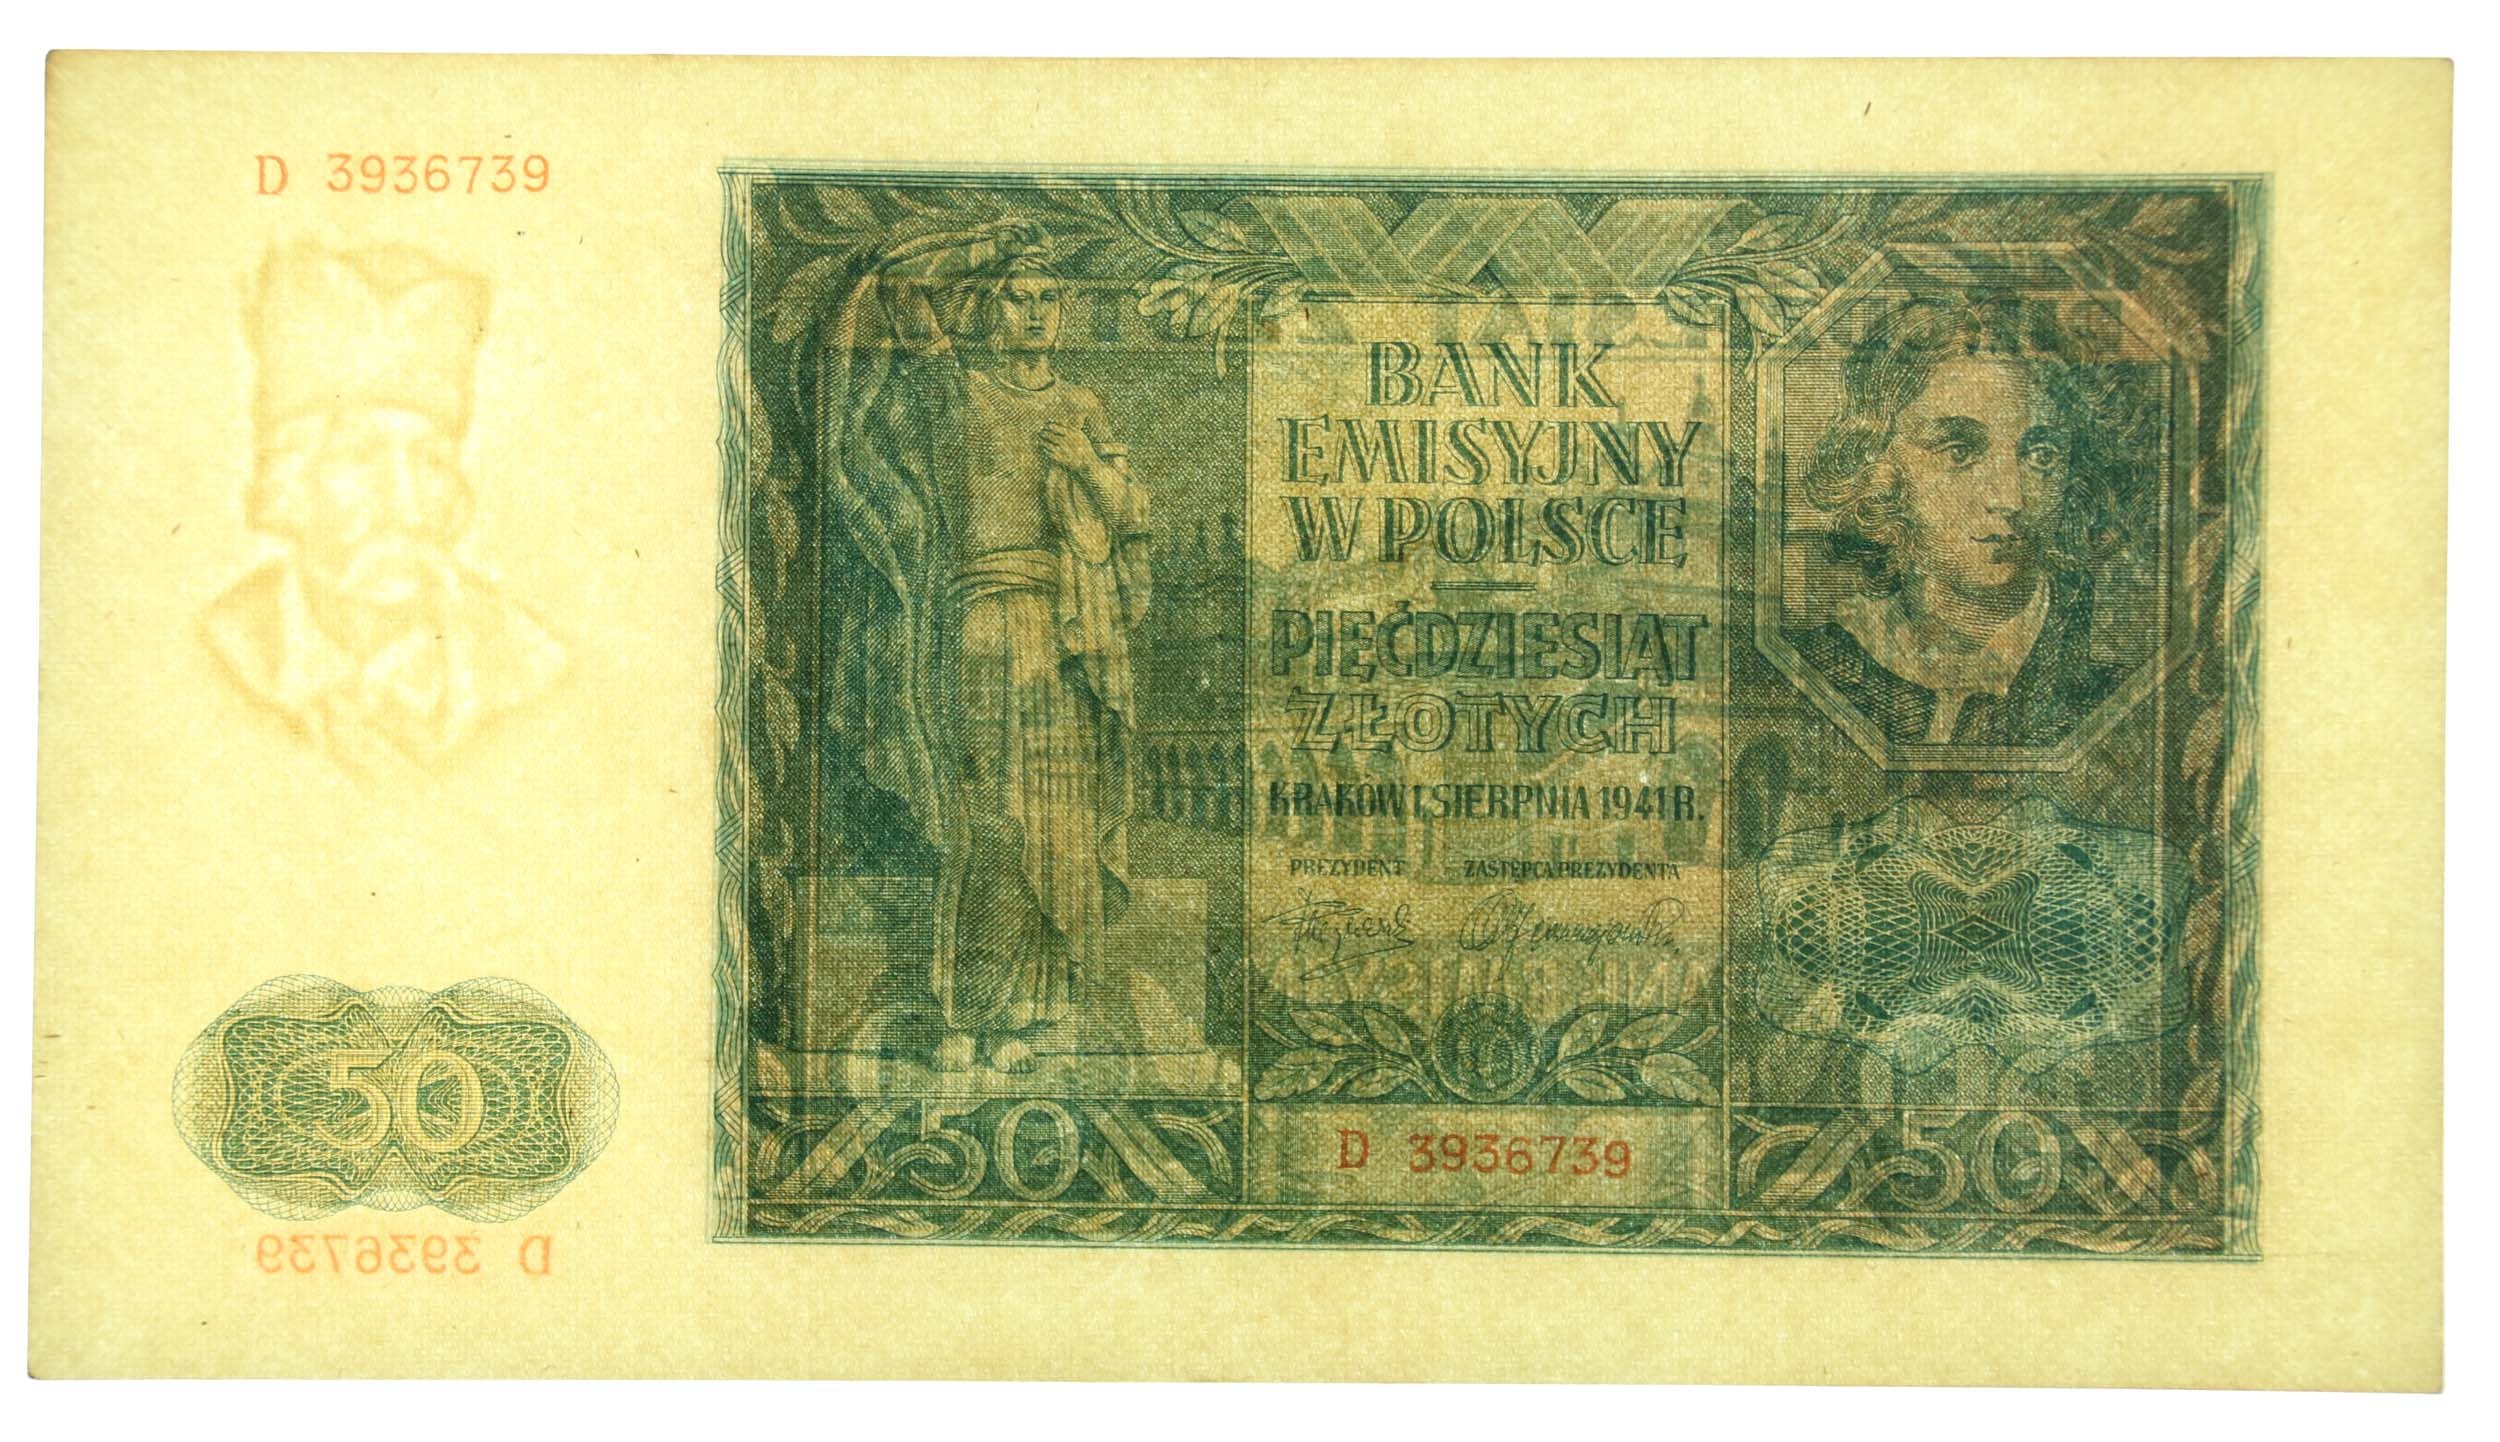 D 3936739
BANK
EMISYJNY
W POLSCE
PIĘĆDZIESIĄT
ZŁOTYCH
KRAKÓW 1, SIERPNIA 1941 R.
PREZYDENT ZASTĘPCA PREZYDENTA
50
50
50
D 3936739
D 3936739